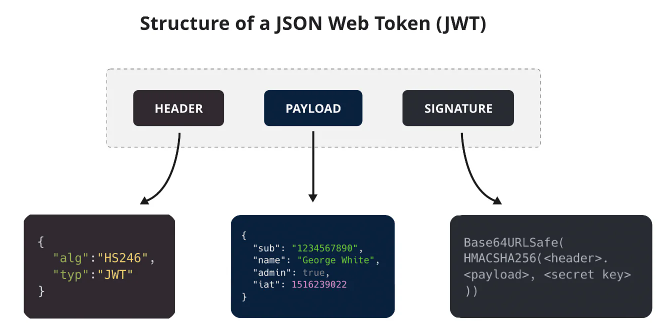 Structure of a JSON Web Token (JWT)
HEADER
PAYLOAD
SIGNATURE
{
"alg":"HS246",
"typ":"JWT"
}
{
"sub": "1234567890",
"name": "George White",
"admin": true,
"iat": 1516239022
}
Base64URLSafe(
HMACSHA256(<header>.
<payload>, <secret key>
))